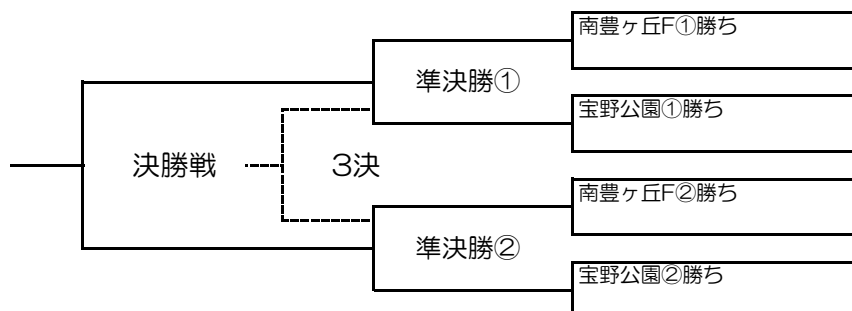 南豊ヶ丘F①勝ち
準決勝①
宝野公園①勝ち
決勝戦
3決
南豊ヶ丘F②勝ち
準決勝②
宝野公園②勝ち